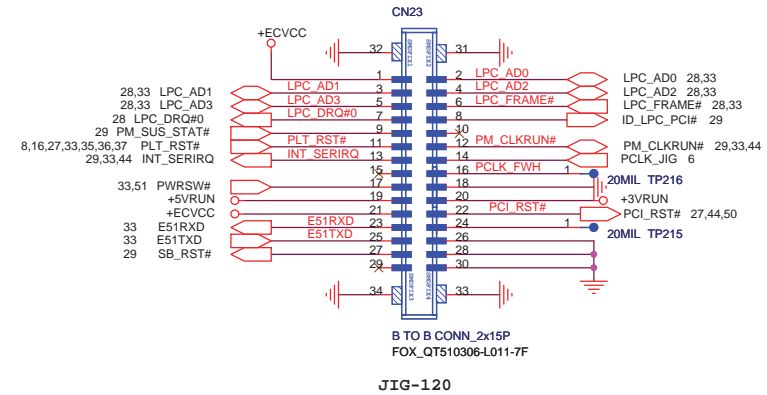 CN23
+ECVCC
32 SMDFIX1 SMDFIX2 31
1 2 LPC_AD0 LPC_AD0 28,33
28,33 LPC_AD1 LPC_AD1 3 4 LPC_AD2 LPC_AD2 28,33
28,33 LPC_AD3 LPC_AD3 5 6 LPC_FRAME# LPC_FRAME# 28,33
28 LPC_DRQ#0 LPC_DRQ#0 7 8 ID_LPC_PCI# 29
29 PM_SUS_STAT# 9 10
8,16,27,33,35,36,37 PLT_RST# PLT_RST# 11 12 PM_CLKRUN# PM_CLKRUN# 29,33,44
29,33,44 INT_SERIRQ INT_SERIRQ 13 14 PCLK_JIG 6
15 16 PCLK_FWH 1
33,51 PWRSW# 17 18 20MIL TP216
+5VRUN 19 20 +3VRUN
+ECVCC 21 22 PCI_RST# PCI_RST# 27,44,50
33 E51RXD E51RXD 23 24 1
33 E51TXD E51TXD 25 26 20MIL TP215
29 SB_RST# 27 28
29 30
34 SMDFIX3 SMDFIX4 33
B TO B CONN_2x15P
FOX_QT510306-L011-7F
JIG-120